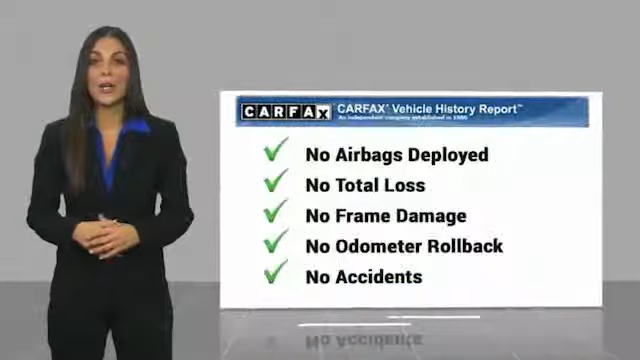 CARFAX CARFAX® Vehicle History Report™
An independent company established in 1986
No Airbags Deployed
No Total Loss
No Frame Damage
No Odometer Rollback
No Accidents